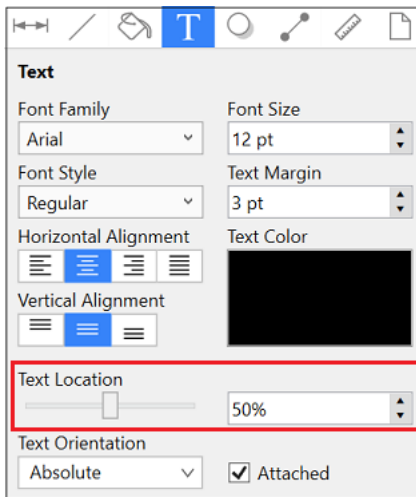 T
Text
Font Family Font Size
Arial 12 pt
Font Style Text Margin
Regular 3 pt
Horizontal Alignment Text Color
Vertical Alignment
Text Location
50%
Text Orientation
Absolute Attached